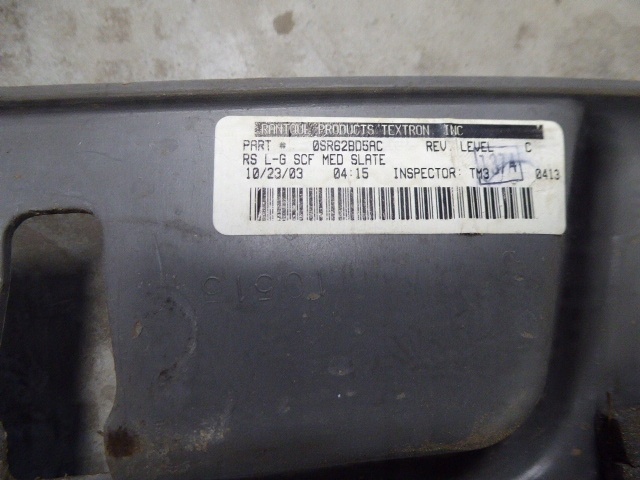 RANTOUL PRODUCTS TEXTRON INC
PART # 0SR62BD5AC REV. LEVEL C
RS L-G SCF MED SLATE
10/23/03 04:15 INSPECTOR: TM3 0413